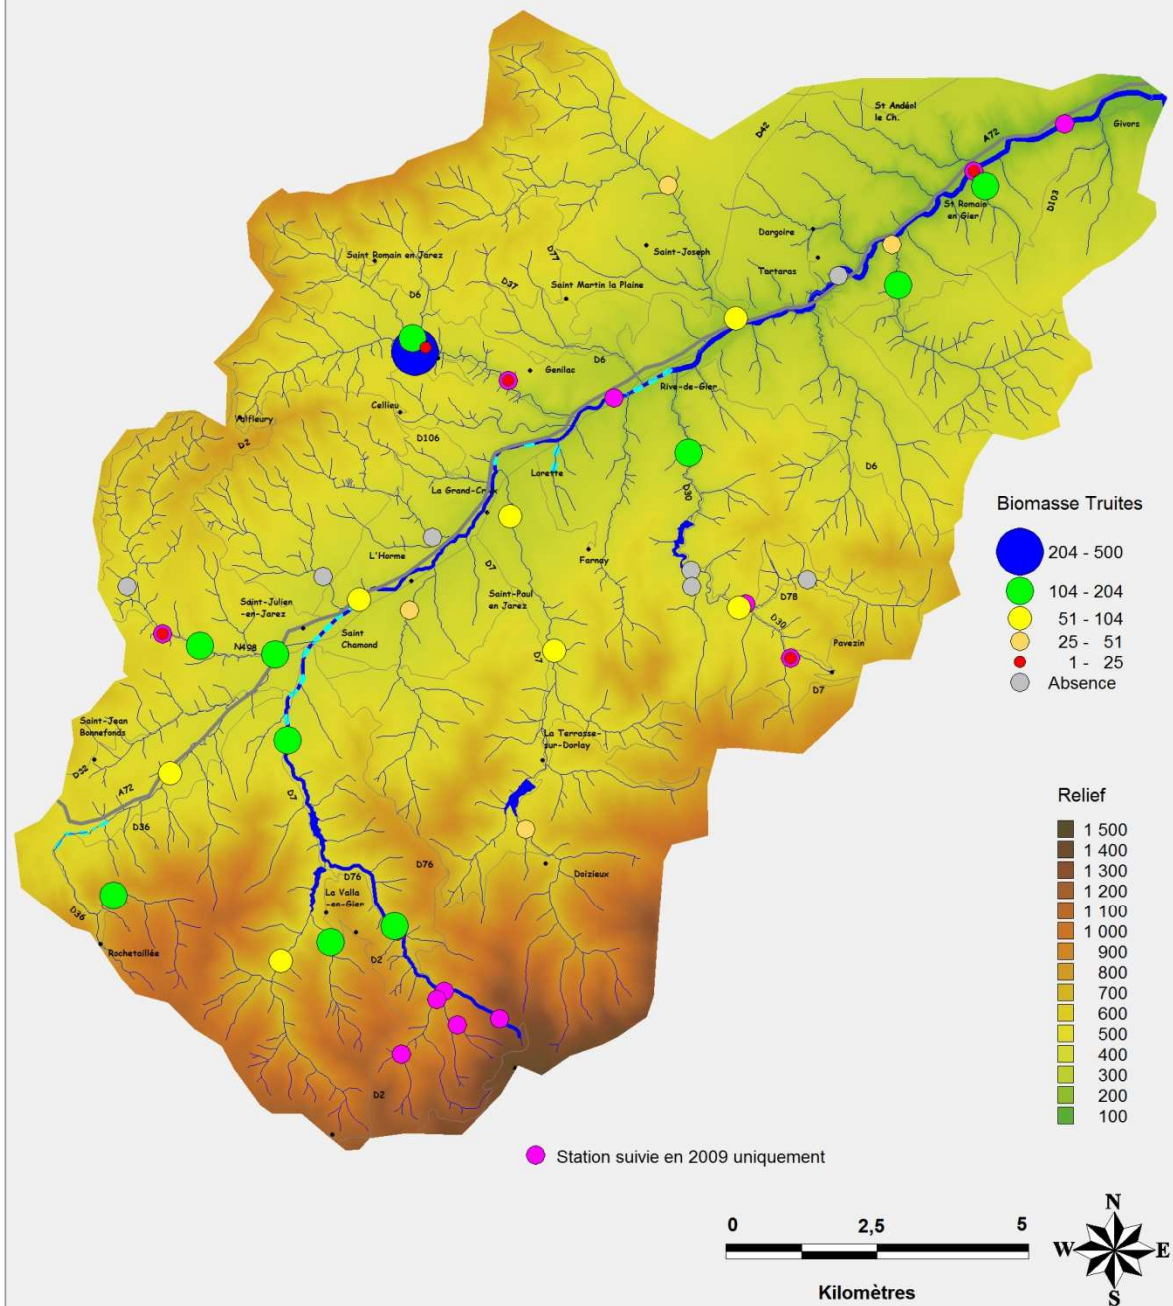 St Andéol
le Ch.
D42
A72
Givors
D103
St Romain
en Gier
Dargoire
Tartaras
Saint-Joseph
D77
Saint Romain en Jarez
D37
Saint Martin la Plaine
D6
D6
Genilac
Rive-de-Gier
Cellieu
Valfleury
D2
D106
Lorette
D6
La Grand-Croix
D30
L'Horme
Farnay
D7
Saint-Julien
-en-Jarez
Saint-Paul
en Jarez
D78
Saint
Chamond
N498
D30
Pavezin
D7
D7
Saint-Jean
Bonnefonds
La Terrasse-
sur-Dorlay
D32
A72
D7
D36
D76
Doizieux
D76
La Valla
-en-Gier
D36
Rochetaillée
D2
D2
Biomasse Truites
204 - 500
104 - 204
51 - 104
25 - 51
1 - 25
Absence
Relief
1 500
1 400
1 300
1 200
1 100
1 000
900
800
700
600
500
400
300
200
100
Station suivie en 2009 uniquement
0 2,5 5
Kilomètres
N
W E
S